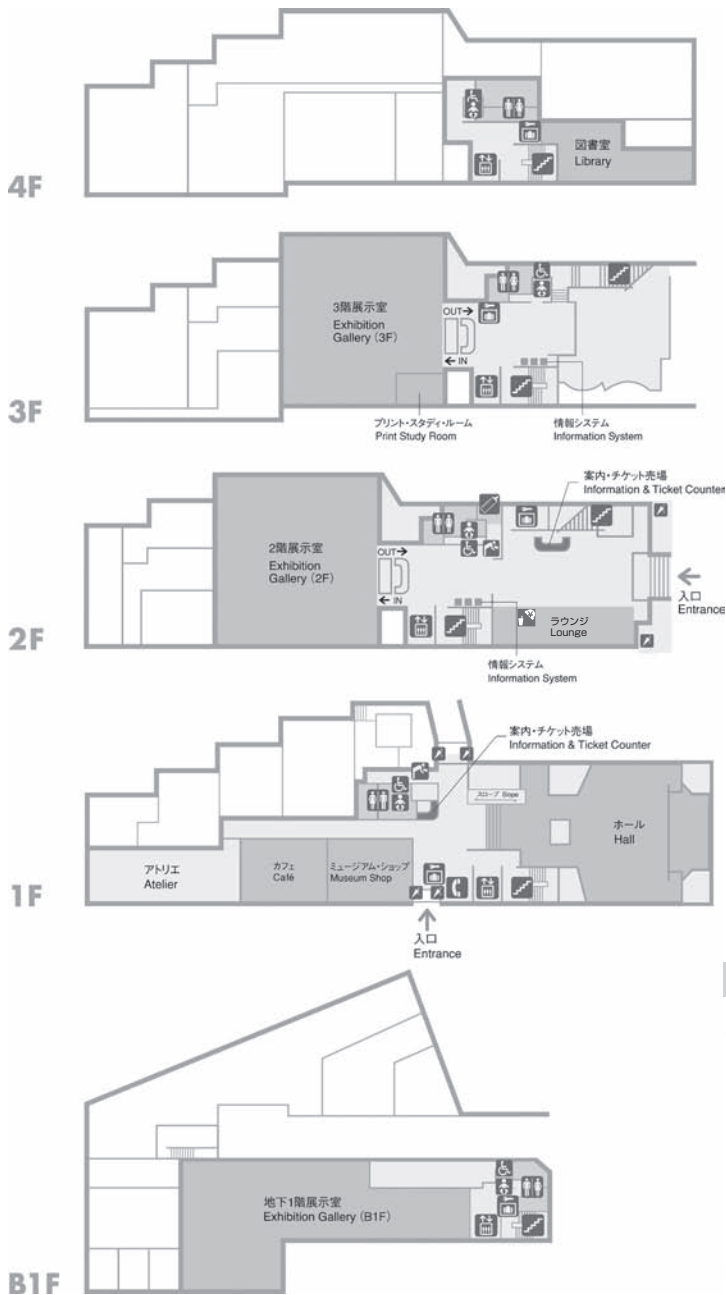 図書室
Library
4F
3階展示室
Exhibition
Gallery (3F)
OUT→
← IN
3F
プリント・スタディ・ルーム
Print Study Room
情報システム
Information System
案内・チケット売場
Information & Ticket Counter
2階展示室
Exhibition
Gallery (2F)
OUT→
← IN
入口
Entrance
ラウンジ
Lounge
2F
情報システム
Information System
案内・チケット売場
Information & Ticket Counter
スロープ Slope
ホール
Hall
アトリエ
Atelier
カフェ
Café
ミュージアム・ショップ
Museum Shop
1F
入口
Entrance
地下1階展示室
Exhibition Gallery (B1F)
B1F